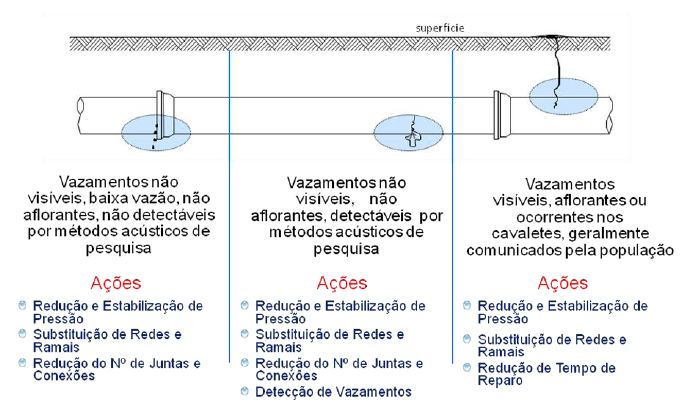 superfície
Vazamentos não
visíveis, baixa vazão, não
aflorantes, não detectáveis
por métodos acústicos de
pesquisa
Ações
Redução e Estabilização de
Pressão
Substituição de Redes e
Ramais
Redução do Nº de Juntas e
Conexões
Vazamentos não
visíveis, não
aflorantes, detectáveis por
métodos acústicos de
pesquisa
Ações
Redução e Estabilização de
Pressão
Substituição de Redes e
Ramais
Redução do Nº de Juntas e
Conexões
Detecção de Vazamentos
Vazamentos
visíveis, aflorantes ou
ocorrentes nos
cavaletes, geralmente
comunicados pela população
Ações
Redução e Estabilização de
Pressão
Substituição de Redes e
Ramais
Redução de Tempo de
Reparo